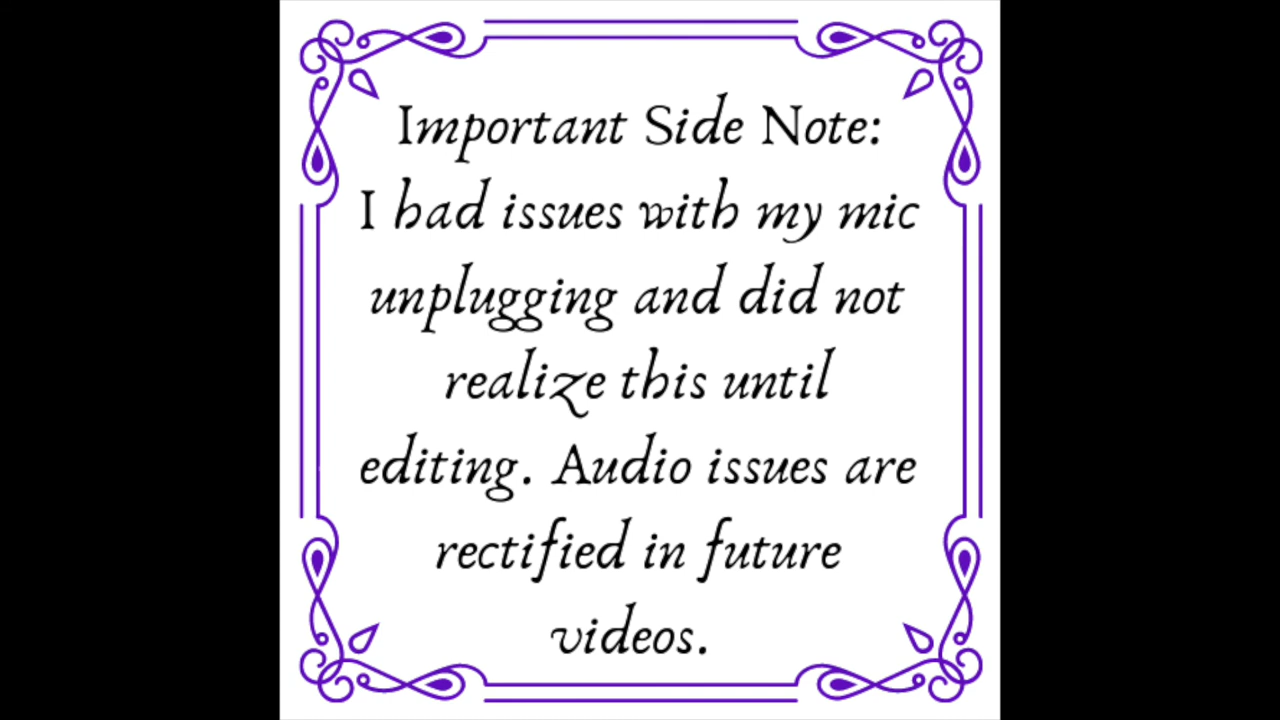 Important Side Note:
I had issues with my mic
unplugging and did not
realize this until
editing. Audio issues are
rectified in future
videos.